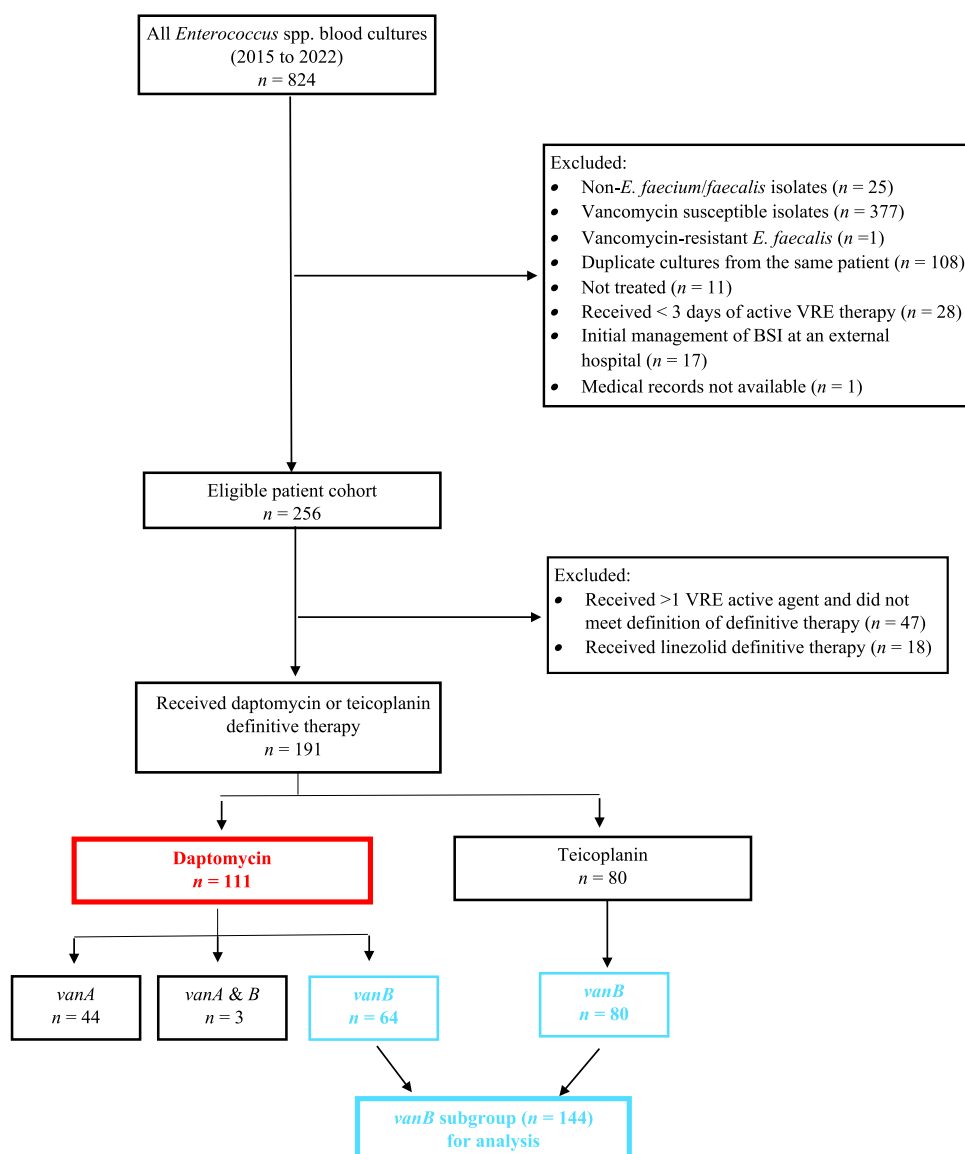 All Enterococcus spp. blood cultures
(2015 to 2022)
n = 824
Excluded:
• Non-E. faecium/faecalis isolates (n = 25)
• Vancomycin susceptible isolates (n = 377)
• Vancomycin-resistant E. faecalis (n =1)
• Duplicate cultures from the same patient (n = 108)
• Not treated (n = 11)
• Received < 3 days of active VRE therapy (n = 28)
• Initial management of BSI at an external
hospital (n = 17)
• Medical records not available (n = 1)
Eligible patient cohort
n = 256
Excluded:
• Received >1 VRE active agent and did not
meet definition of definitive therapy (n = 47)
• Received linezolid definitive therapy (n = 18)
Received daptomycin or teicoplanin
definitive therapy
n = 191
Daptomycin
n = 111
Teicoplanin
n = 80
vanA
n = 44
vanA & B
n = 3
vanB
n = 64
vanB
n = 80
vanB subgroup (n = 144)
for analysis